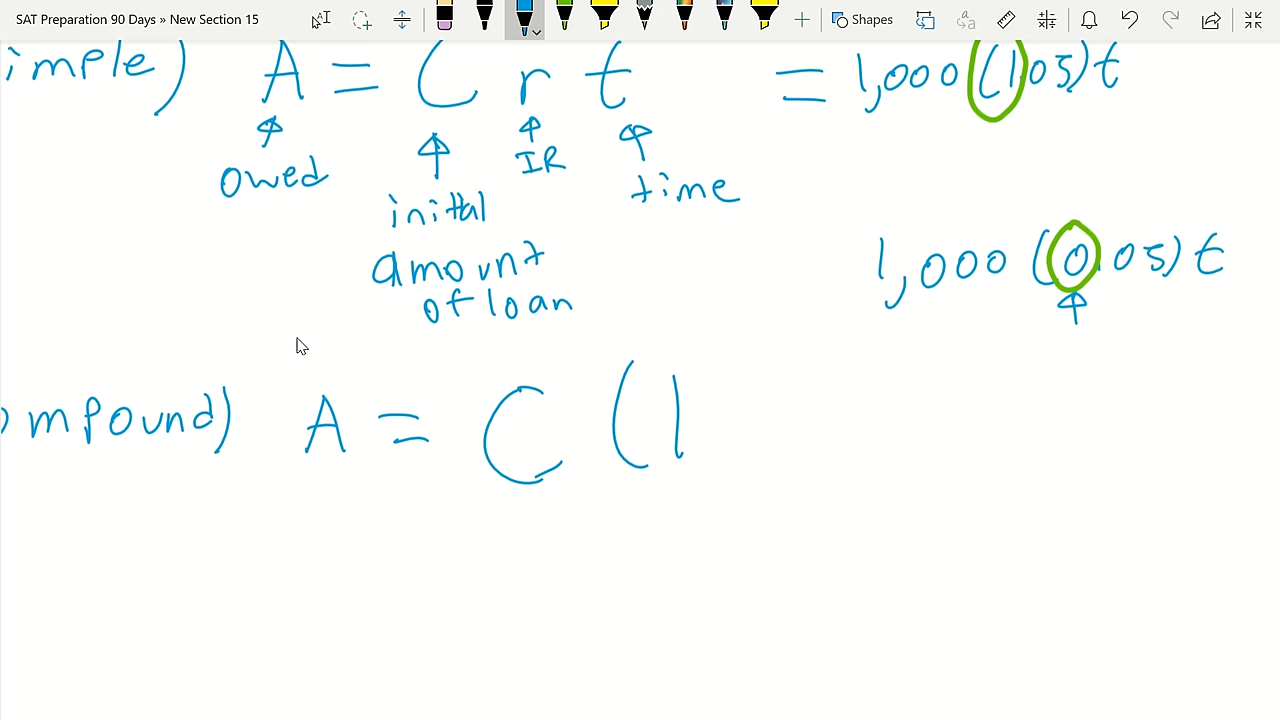 SAT Preparation 90 Days » New Section 15
Shapes
imple) A = C r t = 1,000 (1.05) t
owed
IR
time
inital
amount
of loan
1,000 (0.05) t
ompound) A = C (1